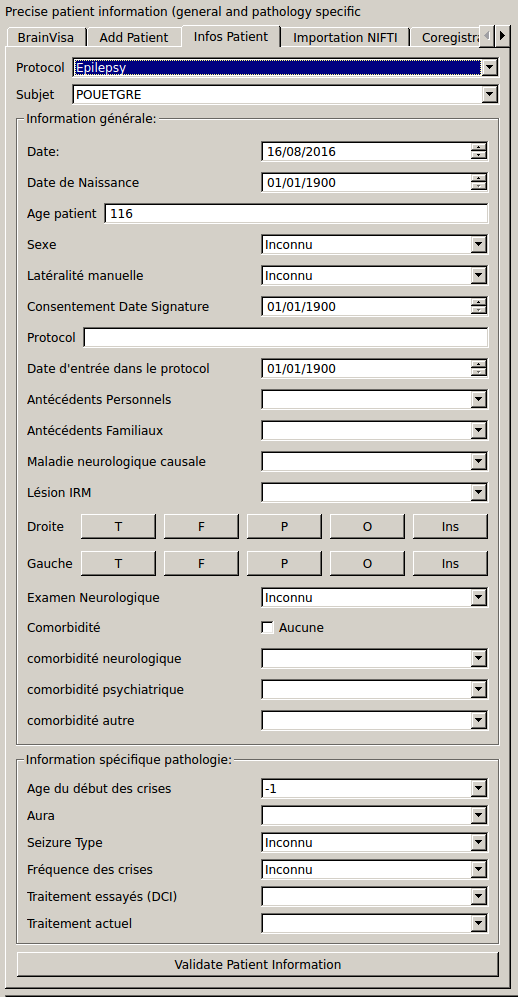 Precise patient information (general and pathology specific
BrainVisa Add Patient Infos Patient Importation NIFTI Coregistra
Protocol Epilepsy
Subjet POUETGRE
Information générale:
Date: 16/08/2016
Date de Naissance 01/01/1900
Age patient 116
Sexe Inconnu
Latéralité manuelle Inconnu
Consentement Date Signature 01/01/1900
Protocol
Date d'entrée dans le protocol 01/01/1900
Antécédents Personnels
Antécédents Familiaux
Maladie neurologique causale
Lésion IRM
Droite T F P O Ins
Gauche T F P O Ins
Examen Neurologique Inconnu
Comorbidité Aucune
comorbidité neurologique
comorbidité psychiatrique
comorbidité autre
Information spécifique pathologie:
Age du début des crises -1
Aura
Seizure Type Inconnu
Fréquence des crises Inconnu
Traitement essayés (DCI)
Traitement actuel
Validate Patient Information